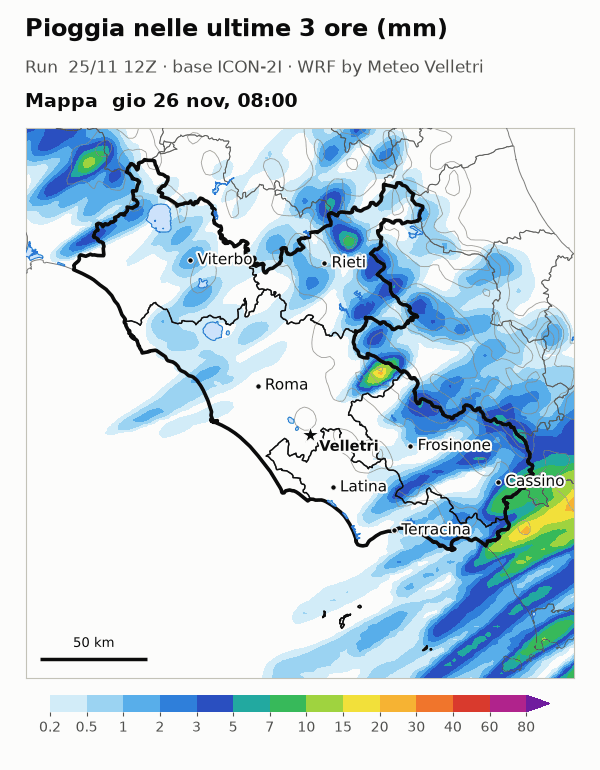 Pioggia nelle ultime 3 ore (mm)
Run  25/11 12Z · base ICON-2I · WRF by Meteo Velletri
Mappa  gio 26 nov, 08:00
Viterbo
Rieti
Roma
Velletri
Frosinone
Cassino
Latina
Terracina
50 km
0.2 0.5 1 2 3 5 7 10 15 20 30 40 60 80